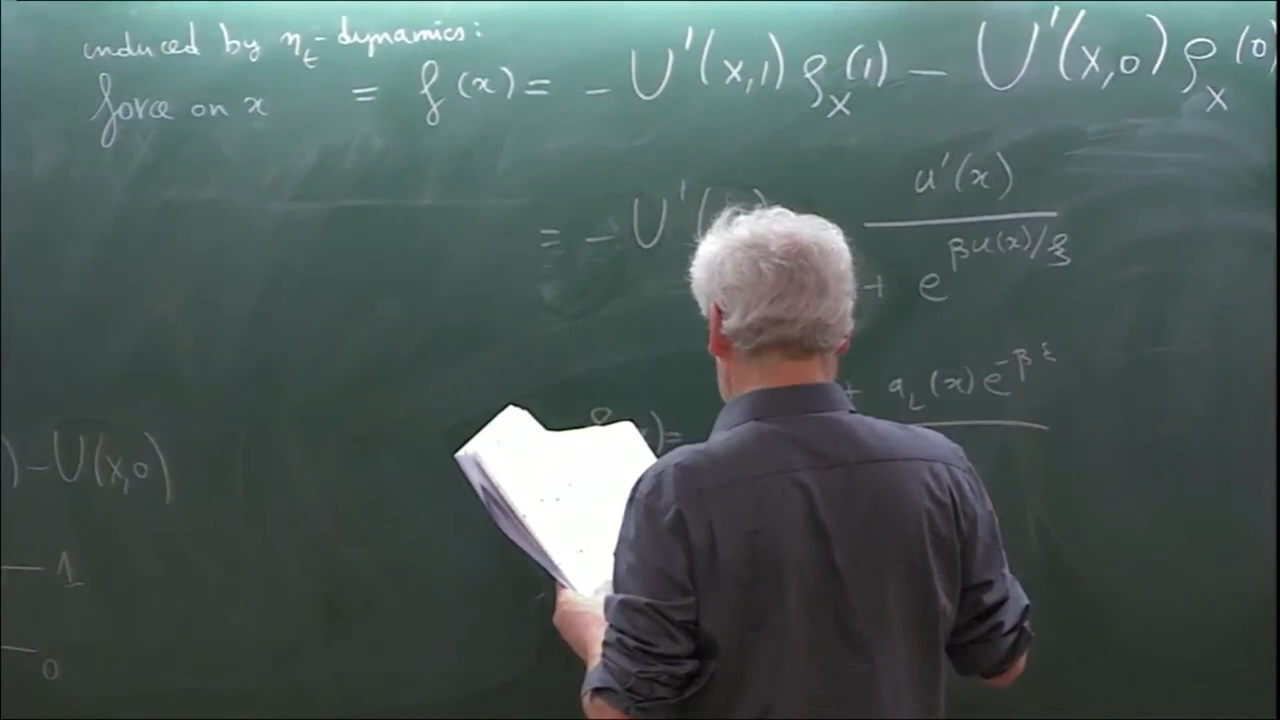 induced by η_t-dynamics:
force on x = f(x) = - U'(x,1) ρ_x(1) - U'(x,0) ρ_x(0)
= - U'( u'(x)
+ e^{βu(x)/ξ}
+ a_L(x) e^{-βε}
) =
) - U(x,0)
1
0